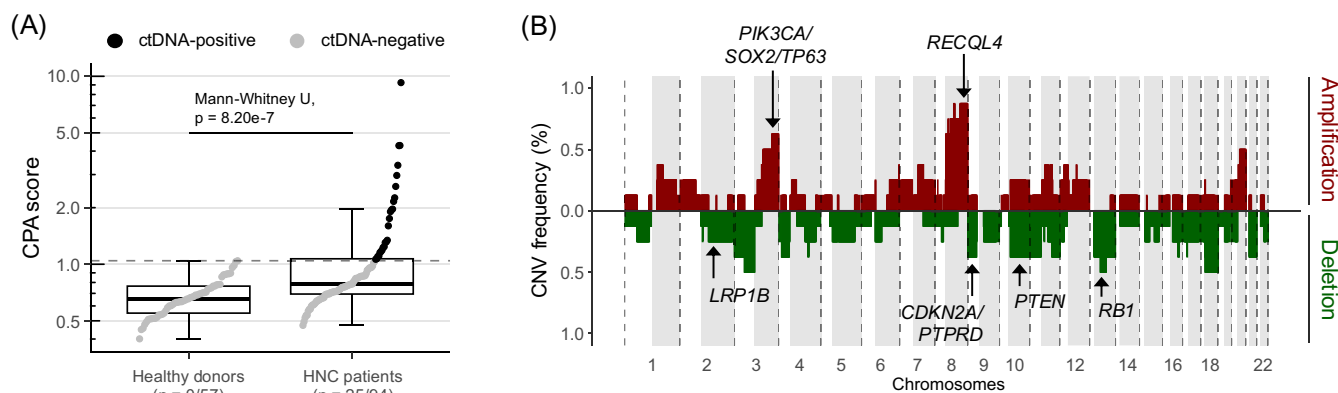 (A)
ctDNA-positive
ctDNA-negative
10.0
5.0
2.0
1.0
0.5
CPA score
Mann-Whitney U,
p = 8.20e-7
Healthy donors
HNC patients
(B)
PIK3CA/
SOX2/TP63
RECQL4
1.0
0.5
0.0
0.5
1.0
CNV frequency (%)
LRP1B
CDKN2A/
PTPRD
PTEN
RB1
1 2 3 4 5 6 7 8 9 10 12 14 16 18 22
Chromosomes
Amplification
Deletion